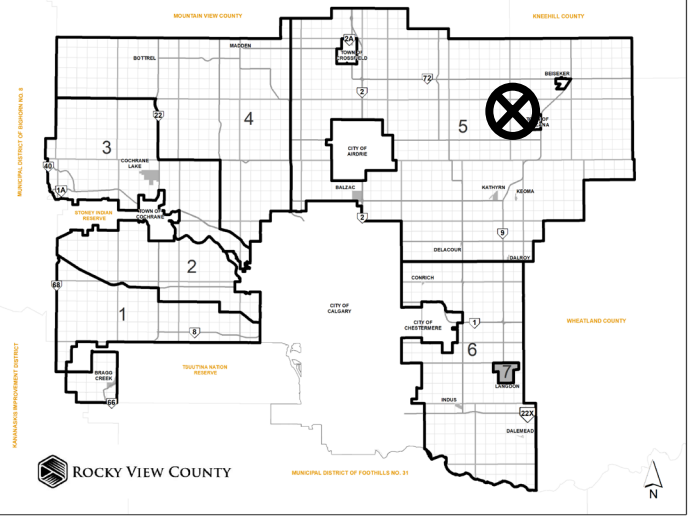 MOUNTAIN VIEW COUNTY
KNEEHILL COUNTY
MADDEN
BOTTREL
2A
TOWN OF
CROSSFIELD
BEISEKER
72
2
MUNICIPAL DISTRICT OF BIGHORN NO. 8
22
4
5
3
CITY OF
AIRDRIE
COCHRANE
LAKE
40
1A
BALZAC
KATHYRN
KEOMA
STONEY INDIAN
RESERVE
TOWN OF
COCHRANE
2
9
DELACOUR
DALROY
2
CONRICH
68
CITY OF
CALGARY
1
8
CITY OF
CHESTERMERE
1
WHEATLAND COUNTY
6
KANANASKIS IMPROVEMENT DISTRICT
TSUUTINA NATION
RESERVE
BRAGG
CREEK
7
LANGDON
66
INDUS
22X
DALEMEAD
ROCKY VIEW COUNTY
MUNICIPAL DISTRICT OF FOOTHILLS NO. 31
N